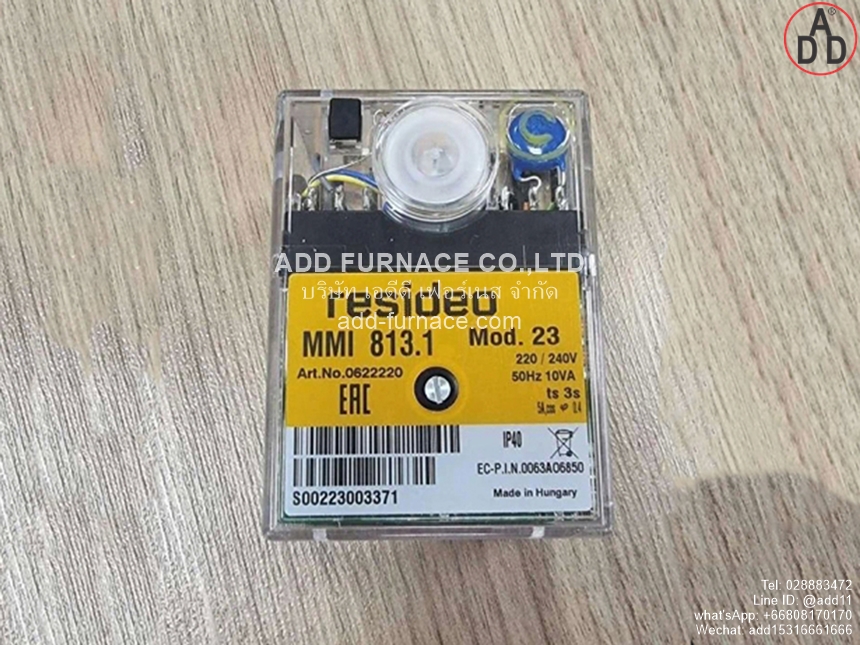 ADD
ADD FURNACE CO.,LTD
บริษัท เอดีดี เฟอร์เนส จำกัด
resideo
add-furnace.com
MMI 813.1 Mod. 23
220 / 240V
Art.No.0622220
50Hz 10VA
ts 3s
EAC
IP40
EC-P.I.N.0063AO6850
S00223003371
Made in Hungary
Tel: 028883472
Line ID: @add11
what'sApp: +66808170170
Wechat: add15316661666